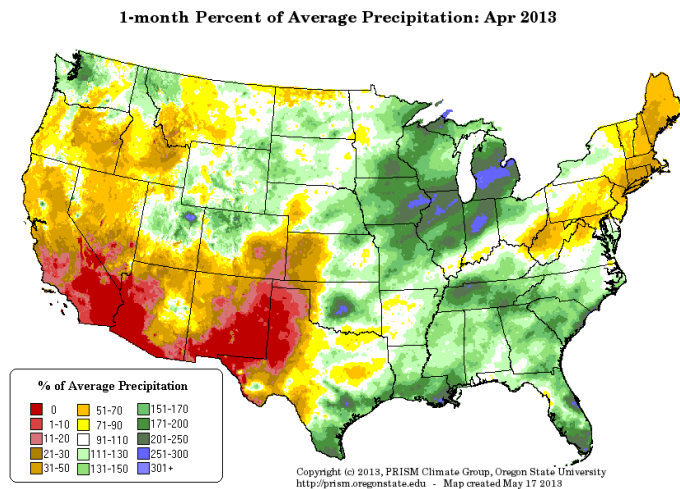 1-month Percent of Average Precipitation: Apr 2013
% of Average Precipitation
0 51-70 151-170
1-10 71-90 171-200
11-20 91-110 201-250
21-30 111-130 251-300
31-50 131-150 301+
Copyright (c) 2013, PRISM Climate Group, Oregon State University
http://prism.oregonstate.edu - Map created May 17 2013